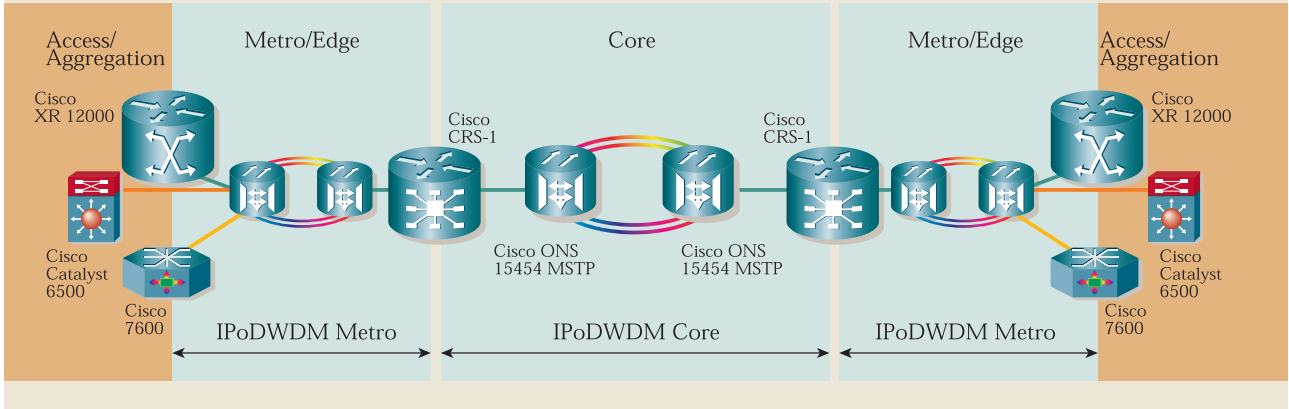 Access/
Aggregation
Metro/Edge
Core
Metro/Edge
Access/
Aggregation
Cisco
XR 12000
Cisco
CRS-1
Cisco
CRS-1
Cisco
XR 12000
Cisco
Catalyst
6500
Cisco
7600
Cisco ONS
15454 MSTP
Cisco ONS
15454 MSTP
Cisco
7600
Cisco
Catalyst
6500
IPoDWDM Metro
IPoDWDM Core
IPoDWDM Metro